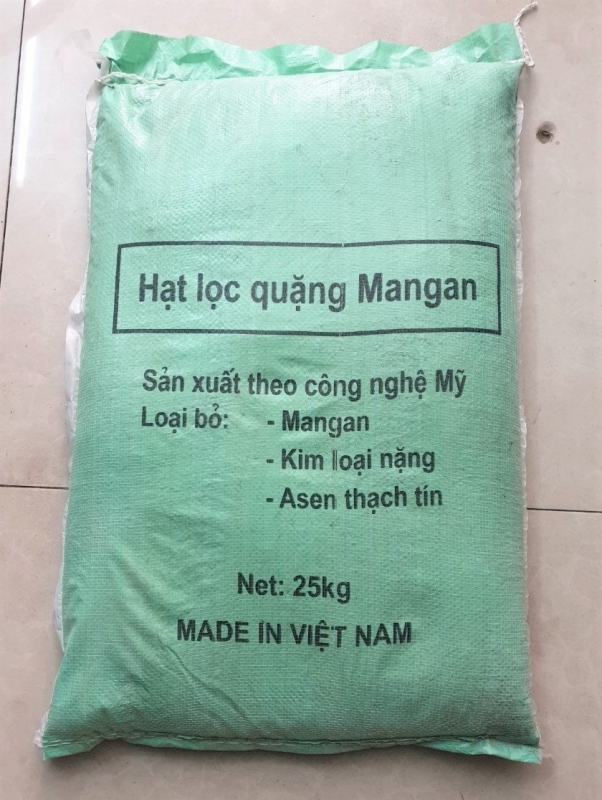 Hạt lọc quặng Mangan
Sản xuất theo công nghệ Mỹ
Loại bỏ: - Mangan
- Kim loại nặng
- Asen thạch tín
Net: 25kg
MADE IN VIỆT NAM